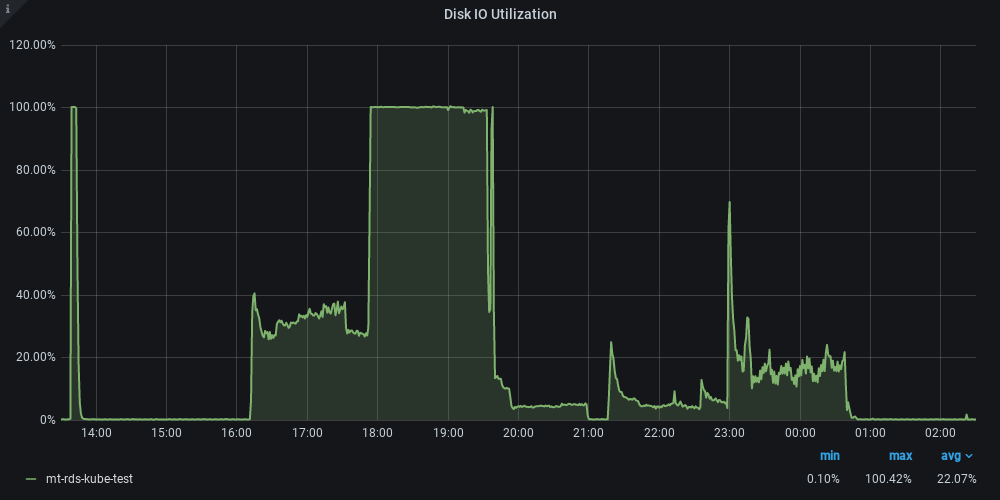 i
Disk IO Utilization
120.00%
100.00%
80.00%
60.00%
40.00%
20.00%
0%
14:00 15:00 16:00 17:00 18:00 19:00 20:00 21:00 22:00 23:00 00:00 01:00 02:00
min max avg
mt-rds-kube-test 0.10% 100.42% 22.07%